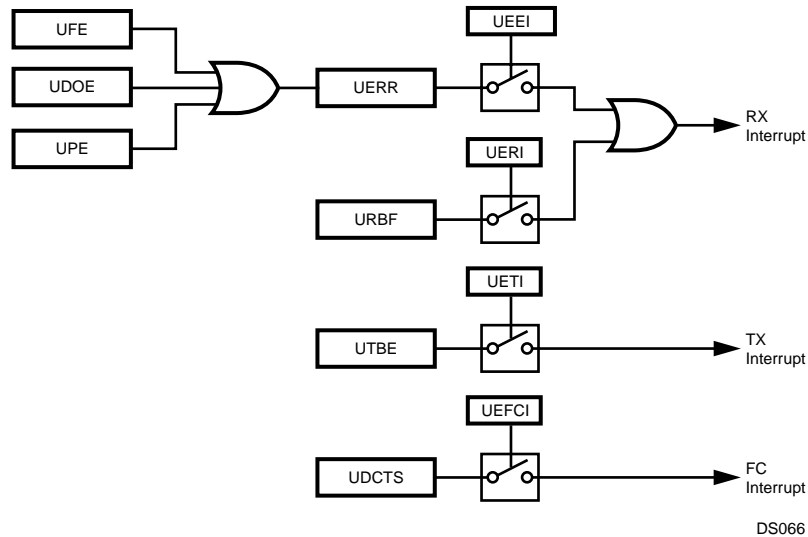 UFE
UDOE
UPE
UERR
UEEI
RX
Interrupt
UERI
URBF
UETI
UTBE
TX
Interrupt
UEFCI
UDCTS
FC
Interrupt
DS066